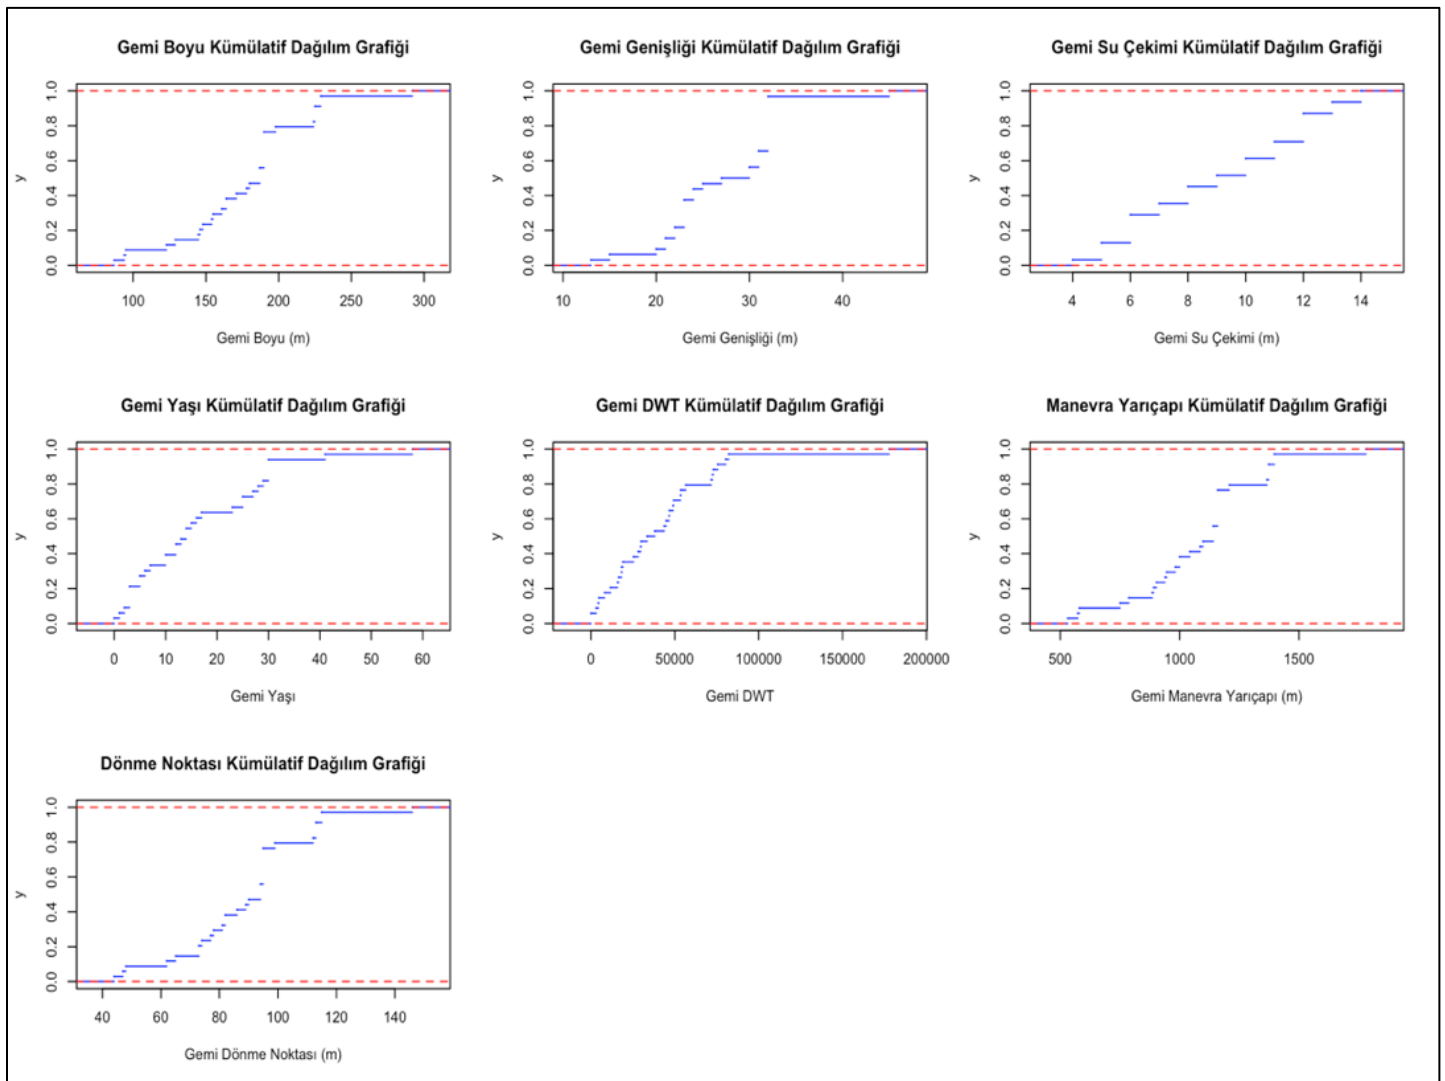 Gemi Boyu Kümülatif Dağılım Grafiği
y
0.0 0.2 0.4 0.6 0.8 1.0
100 150 200 250 300
Gemi Boyu (m)
Gemi Genişliği Kümülatif Dağılım Grafiği
y
0.0 0.2 0.4 0.6 0.8 1.0
10 20 30 40
Gemi Genişliği (m)
Gemi Su Çekimi Kümülatif Dağılım Grafiği
y
0.0 0.2 0.4 0.6 0.8 1.0
4 6 8 10 12 14
Gemi Su Çekimi (m)
Gemi Yaşı Kümülatif Dağılım Grafiği
y
0.0 0.2 0.4 0.6 0.8 1.0
0 10 20 30 40 50 60
Gemi Yaşı
Gemi DWT Kümülatif Dağılım Grafiği
y
0.0 0.2 0.4 0.6 0.8 1.0
0 50000 100000 150000 200000
Gemi DWT
Manevra Yarıçapı Kümülatif Dağılım Grafiği
y
0.0 0.2 0.4 0.6 0.8 1.0
500 1000 1500
Gemi Manevra Yarıçapı (m)
Dönme Noktası Kümülatif Dağılım Grafiği
y
0.0 0.2 0.4 0.6 0.8 1.0
40 60 80 100 120 140
Gemi Dönme Noktası (m)